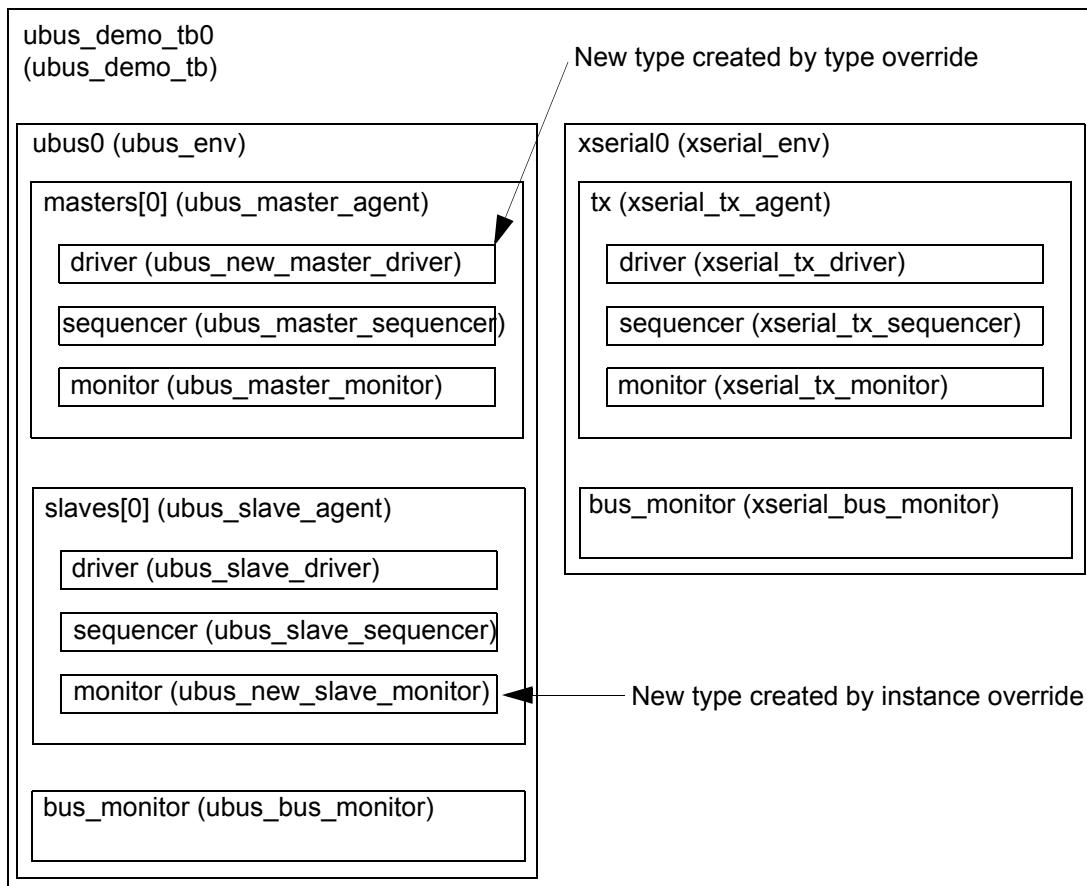 ubus_demo_tb0
(ubus_demo_tb)
New type created by type override
ubus0 (ubus_env)
masters[0] (ubus_master_agent)
driver (ubus_new_master_driver)
sequencer (ubus_master_sequencer)
monitor (ubus_master_monitor)
slaves[0] (ubus_slave_agent)
driver (ubus_slave_driver)
sequencer (ubus_slave_sequencer)
monitor (ubus_new_slave_monitor)
New type created by instance override
bus_monitor (ubus_bus_monitor)
xserial0 (xserial_env)
tx (xserial_tx_agent)
driver (xserial_tx_driver)
sequencer (xserial_tx_sequencer)
monitor (xserial_tx_monitor)
bus_monitor (xserial_bus_monitor)